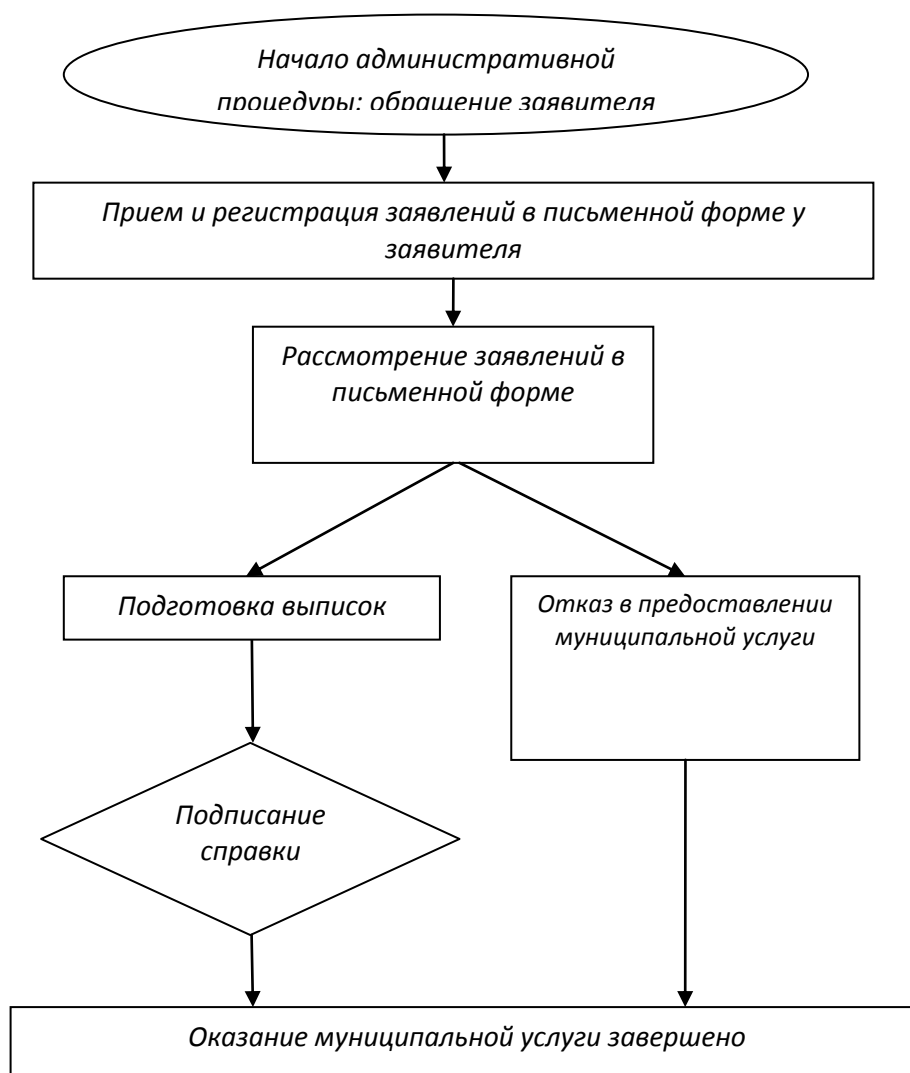 Начало административной
процедуры: обращение заявителя
Прием и регистрация заявлений в письменной форме у
заявителя
Рассмотрение заявлений в
письменной форме
Подготовка выписок
Отказ в предоставлении
муниципальной услуги
Подписание
справки
Оказание муниципальной услуги завершено